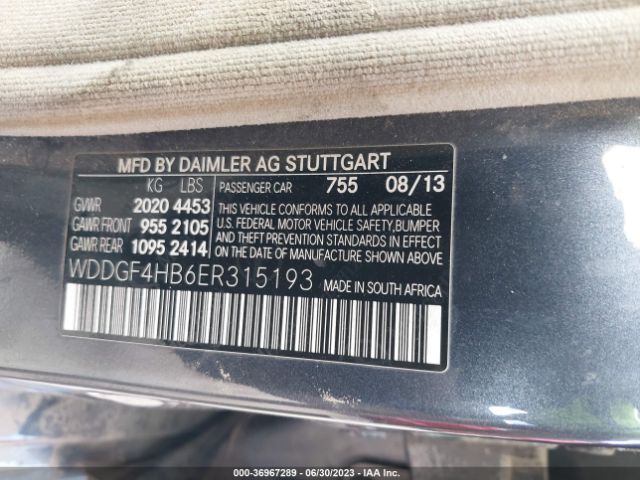 MFD BY DAIMLER AG STUTTGART
KG LBS PASSENGER CAR 755 08/13
GVWR 2020 4453 THIS VEHICLE CONFORMS TO ALL APPLICABLE
GAWR FRONT 955 2105 U.S. FEDERAL MOTOR VEHICLE SAFETY,BUMPER
AND THEFT PREVENTION STANDARDS IN EFFECT
GAWR REAR 1095 2414 ON THE DATE OF MANUFACTURE SHOWN ABOVE.
WDDGF4HB6ER315193 MADE IN SOUTH AFRICA
000-36967289 - 06/30/2023 - IAA Inc.